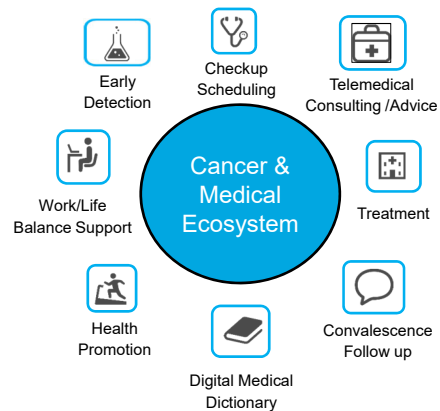 Early
Detection
Checkup
Scheduling
Telemedical
Consulting /Advice
Work/Life
Balance Support
Cancer &
Medical
Ecosystem
Treatment
Health
Promotion
Digital Medical
Dictionary
Convalescence
Follow up